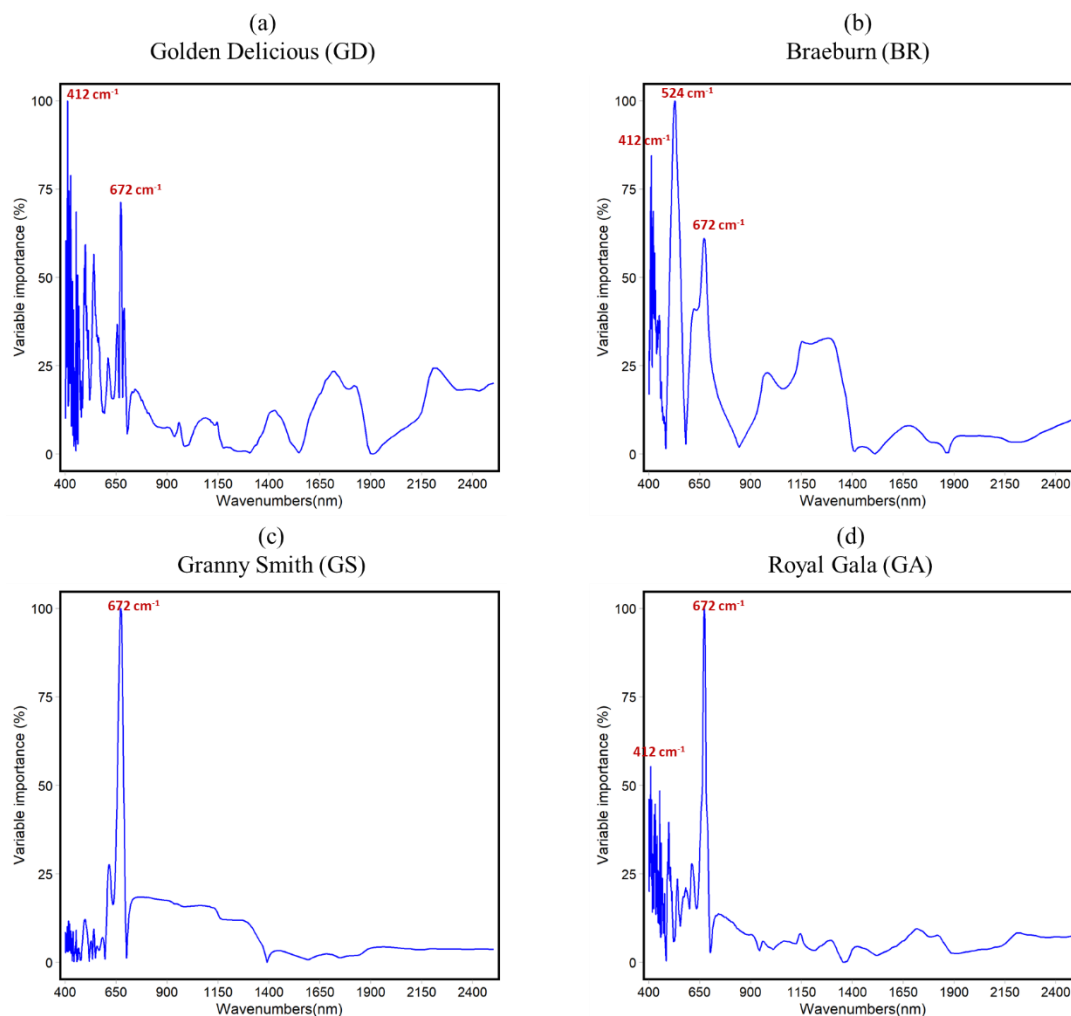 (a)
Golden Delicious (GD)
412 cm⁻¹
672 cm⁻¹
100
75
50
25
0
Variable importance (%)
400 650 900 1150 1400 1650 1900 2150 2400
Wavenumbers(nm)
(b)
Braeburn (BR)
524 cm⁻¹
412 cm⁻¹
672 cm⁻¹
100
75
50
25
0
Variable importance (%)
400 650 900 1150 1400 1650 1900 2150 2400
Wavenumbers(nm)
(c)
Granny Smith (GS)
672 cm⁻¹
100
75
50
25
0
Variable importance (%)
400 650 900 1150 1400 1650 1900 2150 2400
Wavenumbers(nm)
(d)
Royal Gala (GA)
672 cm⁻¹
412 cm⁻¹
100
75
50
25
0
Variable importance (%)
400 650 900 1150 1400 1650 1900 2150 2400
Wavenumbers(nm)